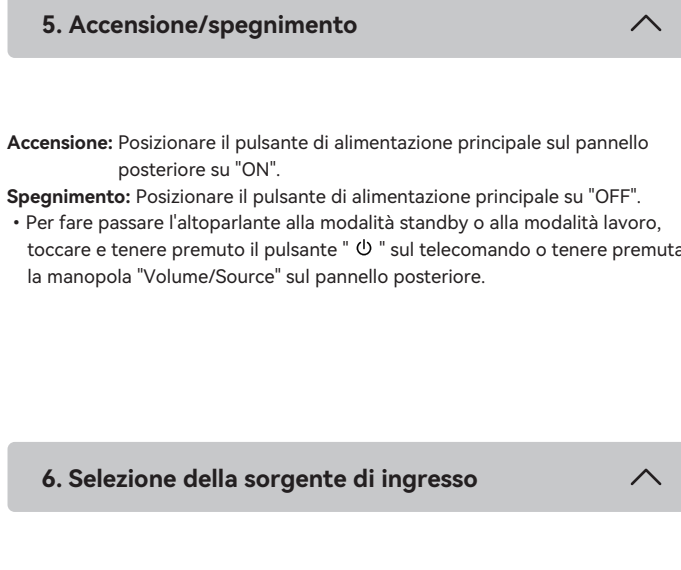 5. Accensione/spegnimento
Accensione: Posizionare il pulsante di alimentazione principale sul pannello
posteriore su "ON".
Spegnimento: Posizionare il pulsante di alimentazione principale su "OFF".
• Per fare passare l'altoparlante alla modalità standby o alla modalità lavoro,
toccare e tenere premuto il pulsante " ⏻ " sul telecomando o tenere premuta
la manopola "Volume/Source" sul pannello posteriore.
6. Selezione della sorgente di ingresso